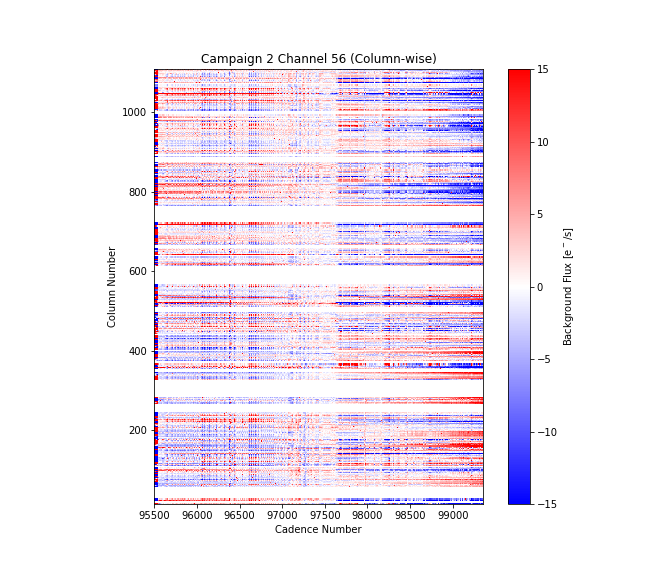 Campaign 2 Channel 56 (Column-wise)
1000
800
600
400
200
Column Number
95500 96000 96500 97000 97500 98000 98500 99000
Cadence Number
15
10
5
0
−5
−10
−15
Background Flux [e⁻/s]